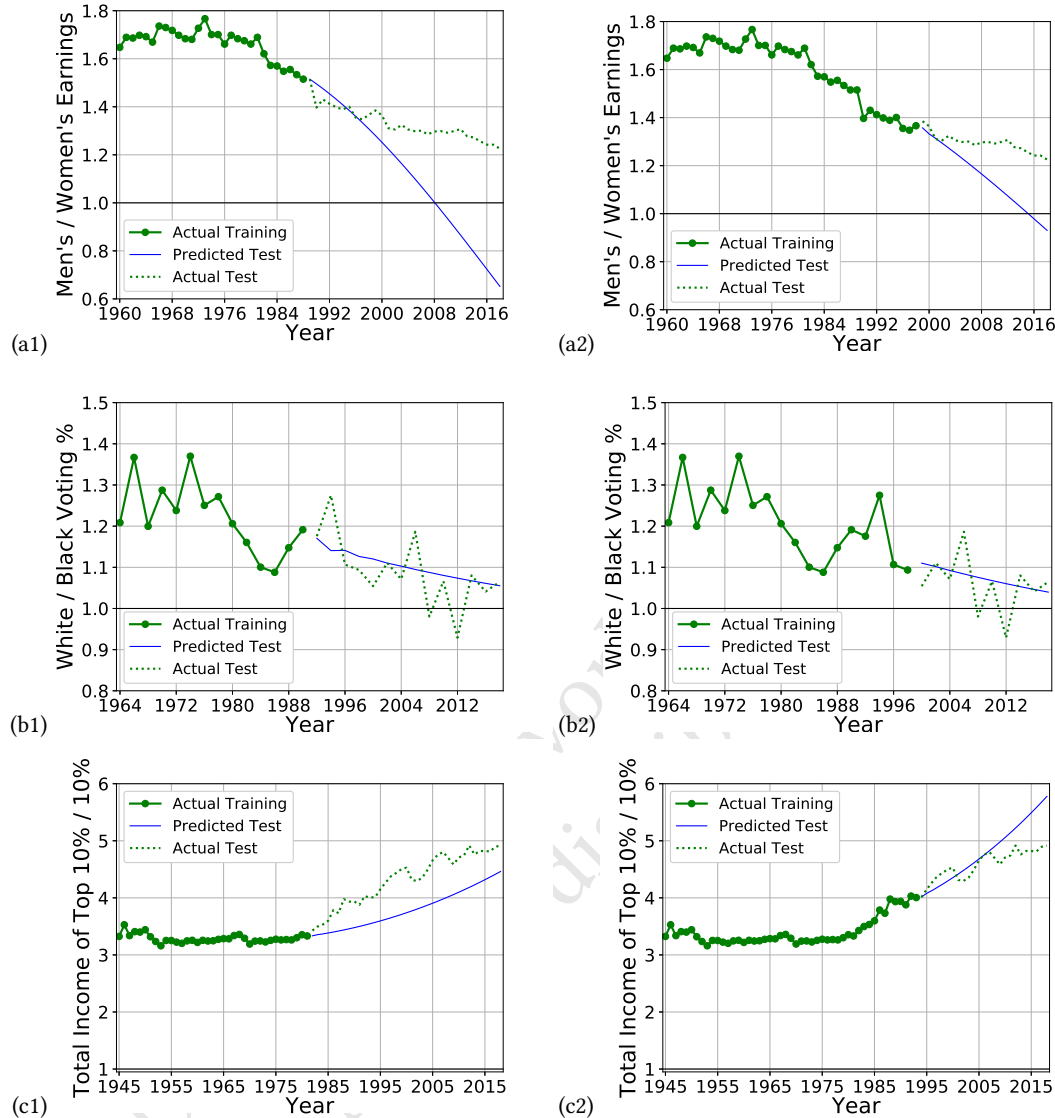 Men's / Women's Earnings
1.8
1.6
1.4
1.2
1.0
0.8
0.6
Actual Training
Predicted Test
Actual Test
1960 1968 1976 1984 1992 2000 2008 2016
Year
(a1)
Men's / Women's Earnings
1.8
1.6
1.4
1.2
1.0
0.8
0.6
Actual Training
Predicted Test
Actual Test
1960 1968 1976 1984 1992 2000 2008 2016
Year
(a2)
White / Black Voting %
1.5
1.4
1.3
1.2
1.1
1.0
0.9
0.8
Actual Training
Predicted Test
Actual Test
1964 1972 1980 1988 1996 2004 2012
Year
(b1)
White / Black Voting %
1.5
1.4
1.3
1.2
1.1
1.0
0.9
0.8
Actual Training
Predicted Test
Actual Test
1964 1972 1980 1988 1996 2004 2012
Year
(b2)
Total Income of Top 10% / 10%
6
5
4
3
2
1
Actual Training
Predicted Test
Actual Test
1945 1955 1965 1975 1985 1995 2005 2015
Year
(c1)
Total Income of Top 10% / 10%
6
5
4
3
2
1
Actual Training
Predicted Test
Actual Test
1945 1955 1965 1975 1985 1995 2005 2015
Year
(c2)